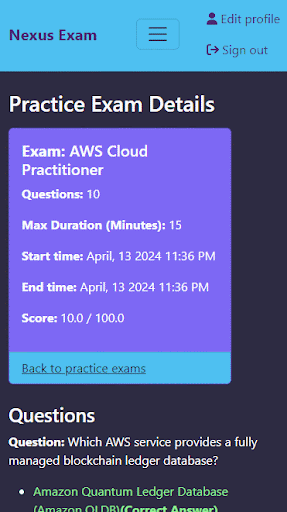 Nexus Exam
Edit profile
Sign out
Practice Exam Details
Exam: AWS Cloud
Practitioner
Questions: 10
Max Duration (Minutes): 15
Start time: April, 13 2024 11:36 PM
End time: April, 13 2024 11:36 PM
Score: 10.0 / 100.0
Back to practice exams
Questions
Question: Which AWS service provides a fully
managed blockchain ledger database?
Amazon Quantum Ledger Database
(Amazon QLDB)(Correct Answer)